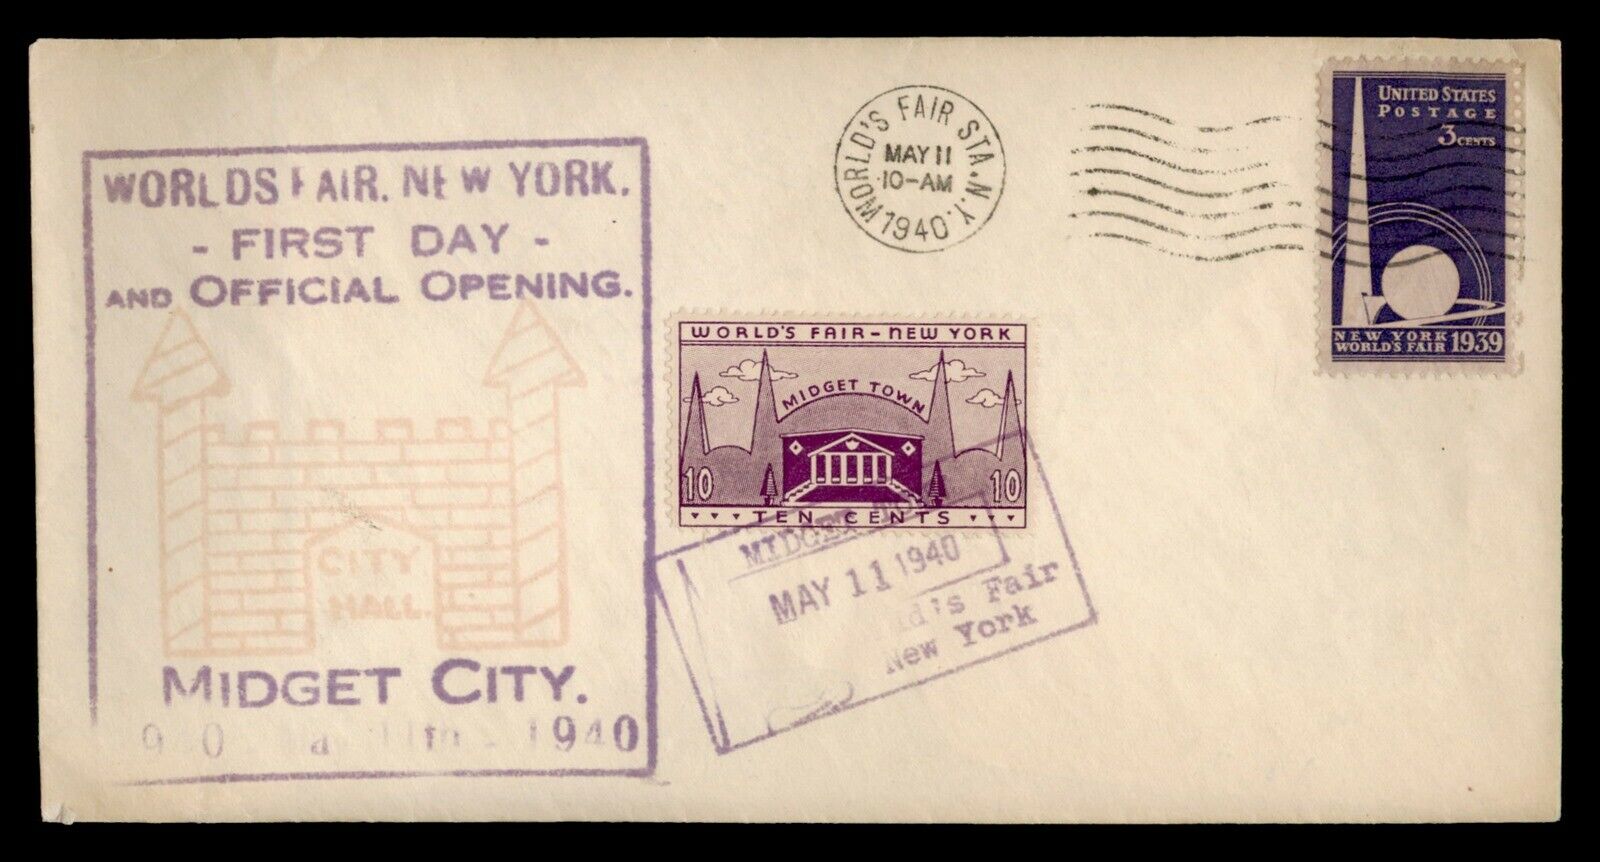 WORLDS FAIR. NEW YORK.
- FIRST DAY -
AND OFFICIAL OPENING.
CITY
HALL.
MIDGET CITY.
1940
WORLD'S FAIR STA. N.Y.
MAY 11
10-AM
1940
UNITED STATES
POSTAGE
3 CENTS
NEW YORK
WORLD'S FAIR 1939
WORLD'S FAIR - NEW YORK
MIDGET TOWN
10 10
TEN CENTS
MIDGET
MAY 11 1940
Fair
New York